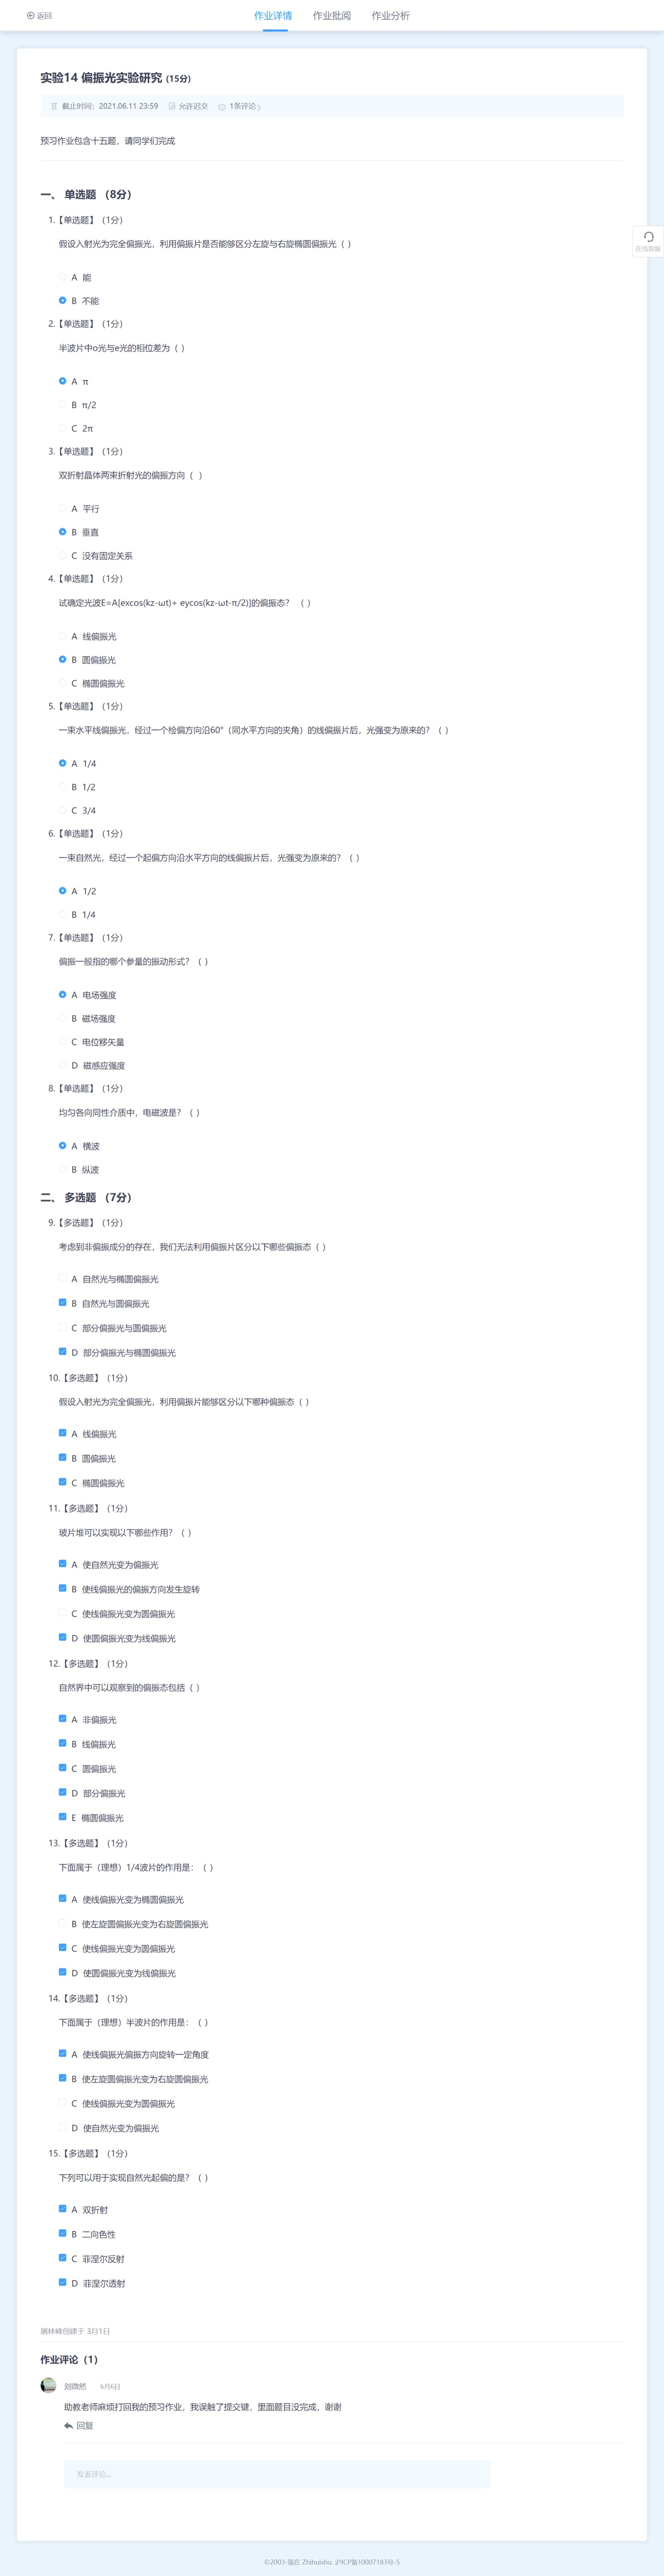 返回
作业详情 作业批阅 作业分析
实验14 偏振光实验研究 (15分)
截止时间：2021.06.11 23:59 允许迟交 1条评论
预习作业包含十五题，请同学们完成
一、 单选题 （8分）
1.【单选题】（1分）
假设入射光为完全偏振光，利用偏振片是否能够区分左旋与右旋椭圆偏振光（ ）
A 能
B 不能
2.【单选题】（1分）
半波片中o光与e光的相位差为（ ）
A π
B π/2
C 2π
3.【单选题】（1分）
双折射晶体两束折射光的偏振方向（ ）
A 平行
B 垂直
C 没有固定关系
4.【单选题】（1分）
试确定光波E=A[excos(kz-ωt)+ eycos(kz-ωt-π/2)]的偏振态？ （ ）
A 线偏振光
B 圆偏振光
C 椭圆偏振光
5.【单选题】（1分）
一束水平线偏振光，经过一个检偏方向沿60°（同水平方向的夹角）的线偏振片后，光强变为原来的？（ ）
A 1/4
B 1/2
C 3/4
6.【单选题】（1分）
一束自然光，经过一个起偏方向沿水平方向的线偏振片后，光强变为原来的？（ ）
A 1/2
B 1/4
7.【单选题】（1分）
偏振一般指的哪个参量的振动形式？（ ）
A 电场强度
B 磁场强度
C 电位移矢量
D 磁感应强度
8.【单选题】（1分）
均匀各向同性介质中，电磁波是？（ ）
A 横波
B 纵波
二、 多选题 （7分）
9.【多选题】（1分）
考虑到非偏振成分的存在，我们无法利用偏振片区分以下哪些偏振态（ ）
A 自然光与椭圆偏振光
B 自然光与圆偏振光
C 部分偏振光与圆偏振光
D 部分偏振光与椭圆偏振光
10.【多选题】（1分）
假设入射光为完全偏振光，利用偏振片能够区分以下哪种偏振态（ ）
A 线偏振光
B 圆偏振光
C 椭圆偏振光
11.【多选题】（1分）
玻片堆可以实现以下哪些作用？（ ）
A 使自然光变为偏振光
B 使线偏振光的偏振方向发生旋转
C 使线偏振光变为圆偏振光
D 使圆偏振光变为线偏振光
12.【多选题】（1分）
自然界中可以观察到的偏振态包括（ ）
A 非偏振光
B 线偏振光
C 圆偏振光
D 部分偏振光
E 椭圆偏振光
13.【多选题】（1分）
下面属于（理想）1/4波片的作用是：（ ）
A 使线偏振光变为椭圆偏振光
B 使左旋圆偏振光变为右旋圆偏振光
C 使线偏振光变为圆偏振光
D 使圆偏振光变为线偏振光
14.【多选题】（1分）
下面属于（理想）半波片的作用是：（ ）
A 使线偏振光偏振方向旋转一定角度
B 使左旋圆偏振光变为右旋圆偏振光
C 使线偏振光变为圆偏振光
D 使自然光变为偏振光
15.【多选题】（1分）
下列可以用于实现自然光起偏的是？（ ）
A 双折射
B 二向色性
C 菲涅尔反射
D 菲涅尔透射
创建于 3月1日
作业评论（1）
刘微然 6月6日
助教老师麻烦打回我的预习作业，我误触了提交键，里面题目没完成，谢谢
回复
发表评论...
在线客服
©2003-现在 Zhihuishu. 沪ICP备10007183号-5